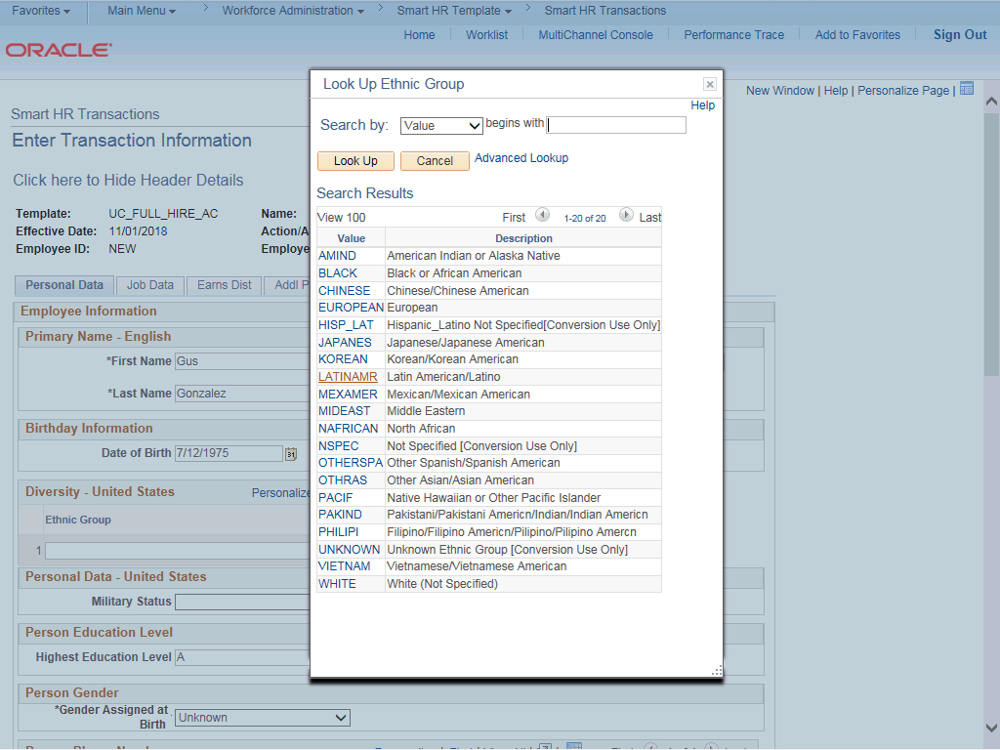 Favorites Main Menu > Workforce Administration > Smart HR Template > Smart HR Transactions
Home Worklist MultiChannel Console Performance Trace Add to Favorites Sign Out
ORACLE
New Window | Help | Personalize Page |
Smart HR Transactions
Enter Transaction Information
Click here to Hide Header Details
Template: UC_FULL_HIRE_AC Name:
Effective Date: 11/01/2018 Action/A
Employee ID: NEW Employe
Personal Data Job Data Earns Dist Addl P
Employee Information
Primary Name - English
*First Name Gus
*Last Name Gonzalez
Birthday Information
Date of Birth 7/12/1975
Diversity - United States Personalize
Ethnic Group
1
Personal Data - United States
Military Status
Person Education Level
Highest Education Level A
Person Gender
*Gender Assigned at
Birth Unknown
Look Up Ethnic Group
Help
Search by: Value begins with
Look Up Cancel Advanced Lookup
Search Results
View 100 First 1-20 of 20 Last
Value Description
AMIND American Indian or Alaska Native
BLACK Black or African American
CHINESE Chinese/Chinese American
EUROPEAN European
HISP_LAT Hispanic_Latino Not Specified[Conversion Use Only]
JAPANES Japanese/Japanese American
KOREAN Korean/Korean American
LATINAMR Latin American/Latino
MEXAMER Mexican/Mexican American
MIDEAST Middle Eastern
NAFRICAN North African
NSPEC Not Specified [Conversion Use Only]
OTHERSPA Other Spanish/Spanish American
OTHRAS Other Asian/Asian American
PACIF Native Hawaiian or Other Pacific Islander
PAKIND Pakistani/Pakistani Americn/Indian/Indian Americn
PHILIPI Filipino/Filipino Americn/Pilipino/Pilipino Amercn
UNKNOWN Unknown Ethnic Group [Conversion Use Only]
VIETNAM Vietnamese/Vietnamese American
WHITE White (Not Specified)